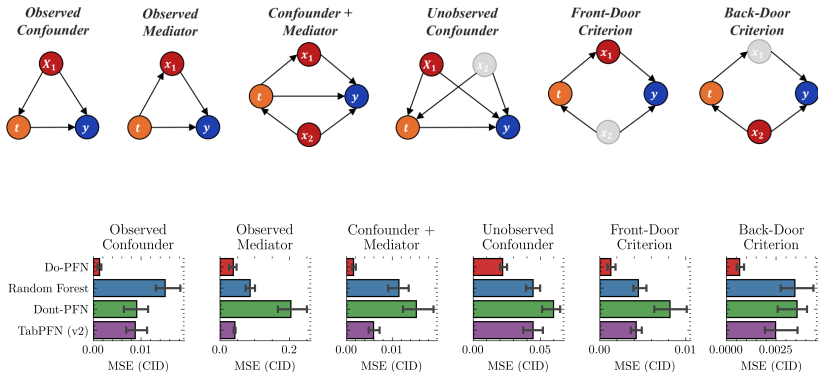 Observed
Confounder
Observed
Mediator
Confounder +
Mediator
Unobserved
Confounder
Front-Door
Criterion
Back-Door
Criterion
X₁
t
y
x₁
t
y
x₁
t
y
x₂
X₁
x₂
t
y
x₁
t
y
x₂
x₁
t
y
x₂
Observed
Confounder
Observed
Mediator
Confounder +
Mediator
Unobserved
Confounder
Front-Door
Criterion
Back-Door
Criterion
Do-PFN
Random Forest
Dont-PFN
TabPFN (v2)
0.00 0.01
0.0 0.2
0.00 0.01
0.00 0.05
0.00 0.01
0.0000 0.0025
MSE (CID)
MSE (CID)
MSE (CID)
MSE (CID)
MSE (CID)
MSE (CID)